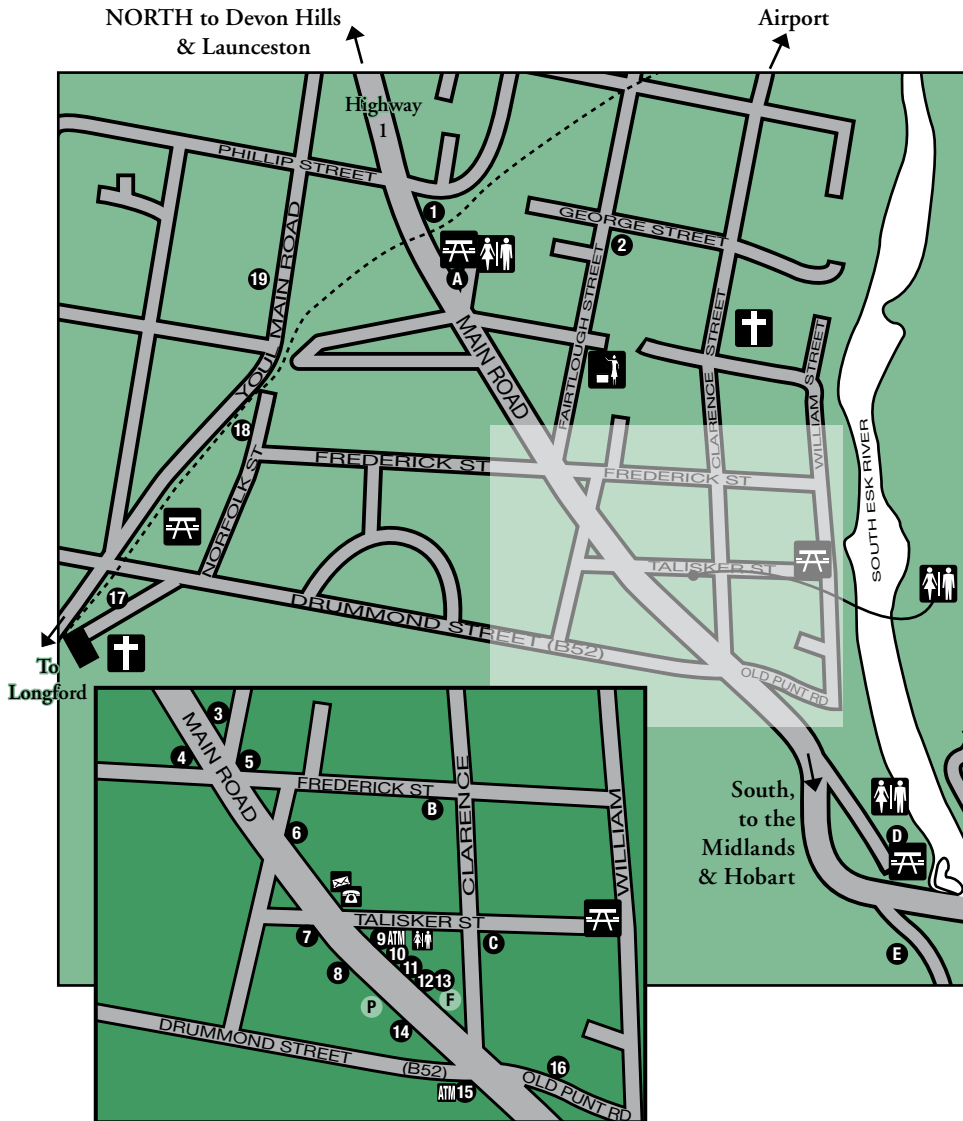 NORTH to Devon Hills
& Launceston
Airport
Highway
1
PHILLIP STREET
1
GEORGE STREET
2
A
19
YOUL MAIN ROAD
MAIN ROAD
FAIRTLOUGH STREET
CLARENCE STREET
WILLIAM STREET
SOUTH ESK RIVER
18
FREDERICK ST
FREDERICK ST
NORFOLK ST
TALISKER ST
17
DRUMMOND STREET (B52)
OLD PUNT RD
To
Longford
South,
to the
Midlands
& Hobart
D
E
3
4
5
MAIN ROAD
FREDERICK ST
B
CLARENCE
WILLIAM
6
TALISKER ST
7
9 ATM
C
10
8
11
12 13
P
F
14
DRUMMOND STREET
(B52)
16
OLD PUNT RD
ATM 15